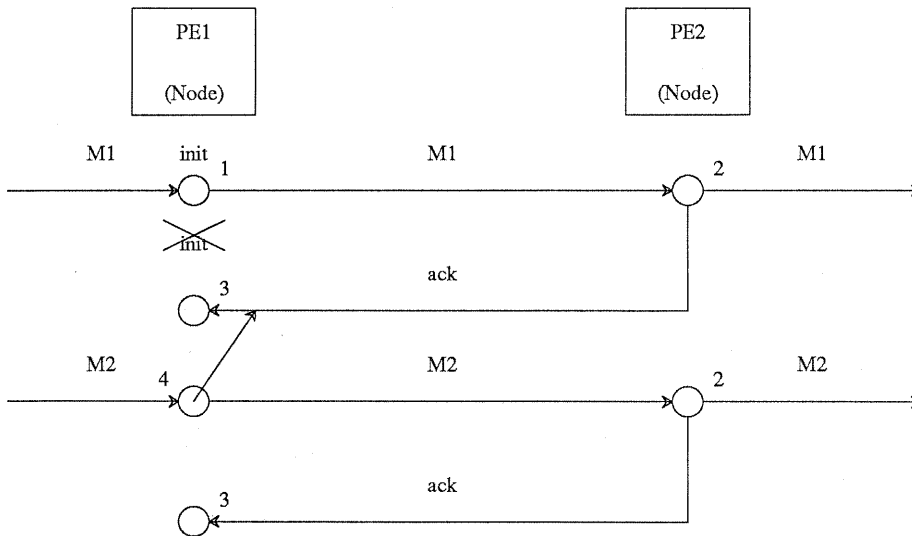 PE1
(Node)
PE2
(Node)
M1 init 1 M1 2 M1
init
ack
3
M2 4 M2 2 M2
ack
3